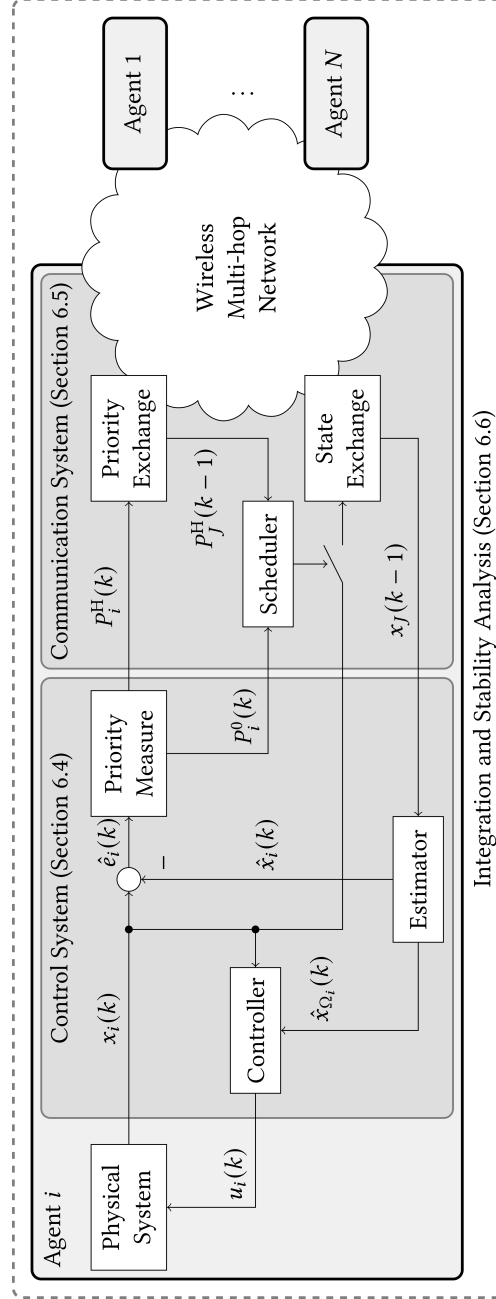 Agent i
Physical
System
u_i(k)
Control System (Section 6.4)
x_i(k)
ê_i(k)
−
Priority
Measure
Controller
x̂_i(k)
x̂_{Ω_i}(k)
Estimator
Communication System (Section 6.5)
P_i^H(k)
Priority
Exchange
P_i^0(k)
P_J^H(k − 1)
Scheduler
State
Exchange
x_J(k − 1)
Wireless
Multi-hop
Network
Agent 1
...
Agent N
Integration and Stability Analysis (Section 6.6)